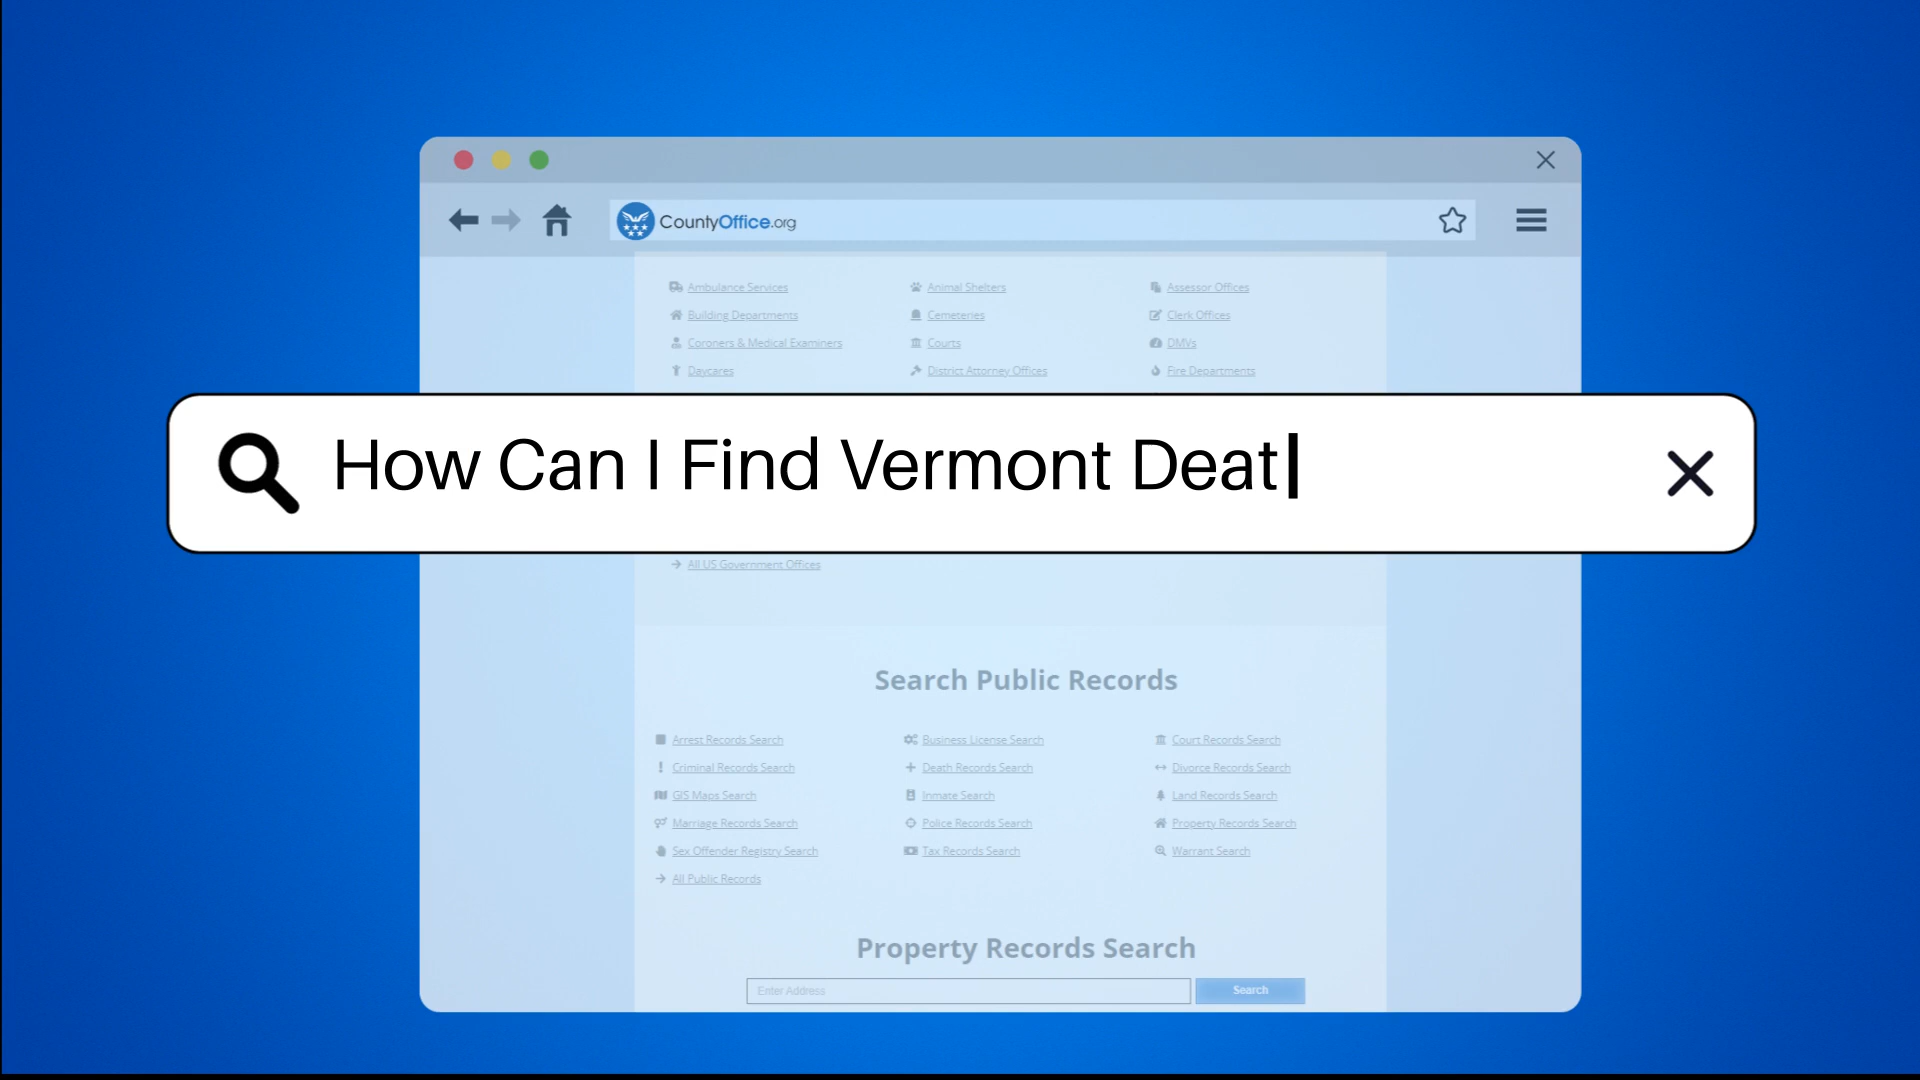 CountyOffice.org
Ambulance Services Animal Shelters Assessor Offices
Building Departments Cemeteries Clerk Offices
Coroners & Medical Examiners Courts DMVs
Daycares District Attorney Offices Fire Departments
How Can I Find Vermont Deat
All US Government Offices
Search Public Records
Arrest Records Search Business License Search Court Records Search
Criminal Records Search Death Records Search Divorce Records Search
GIS Maps Search Inmate Search Land Records Search
Marriage Records Search Police Records Search Property Records Search
Sex Offender Registry Search Tax Records Search Warrant Search
All Public Records
Property Records Search
Enter Address Search